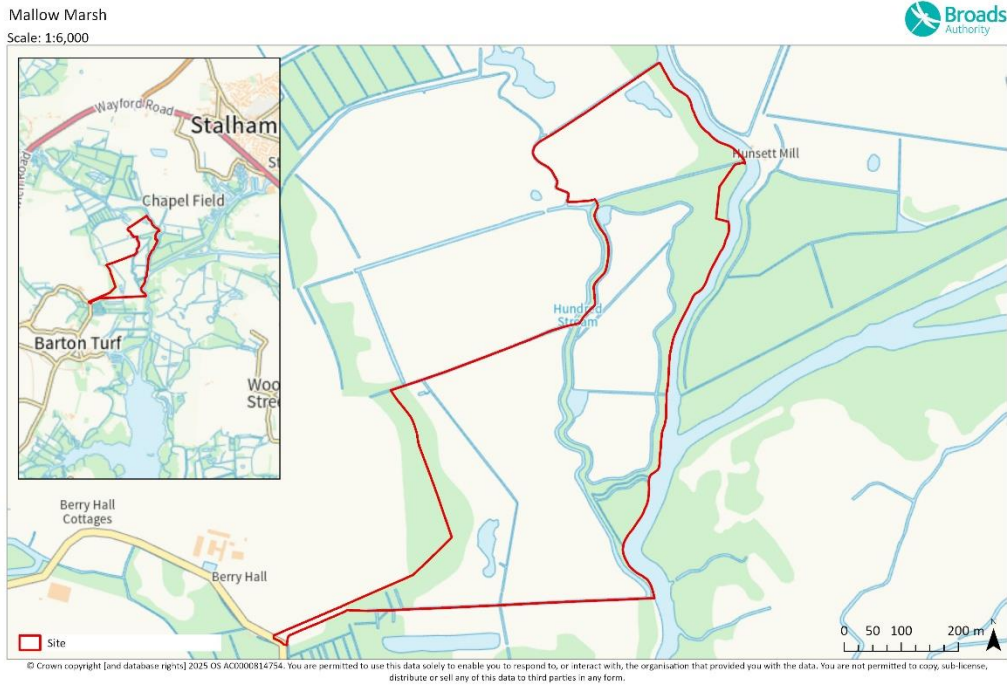 Mallow Marsh
Scale: 1:6,000
Broads
Authority
Wayford Road
Stalham
St
Chapel Field
Barton Turf
Woo
Stree
Hunsett Mill
Hundred
Stream
Berry Hall
Cottages
Berry Hall
Site
0 50 100 200 m
N
© Crown copyright [and database rights] 2025 OS AC0000814754. You are permitted to use this data solely to enable you to respond to, or interact with, the organisation that provided you with the data. You are not permitted to copy, sub-license,
distribute or sell any of this data to third parties in any form.